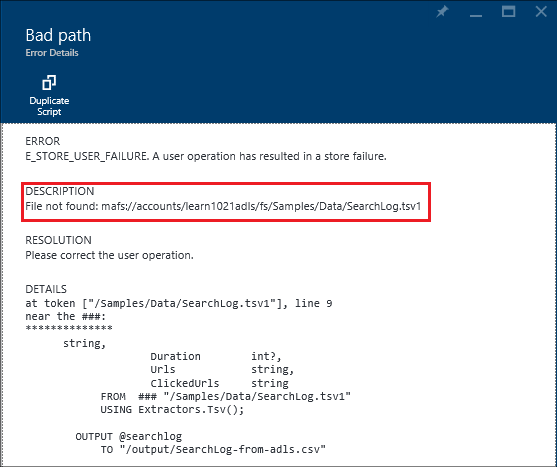 Bad path
Error Details
Duplicate
Script
ERROR
E_STORE_USER_FAILURE. A user operation has resulted in a store failure.
DESCRIPTION
File not found: mafs://accounts/learn1021adls/fs/Samples/Data/SearchLog.tsv1
RESOLUTION
Please correct the user operation.
DETAILS
at token ["/Samples/Data/SearchLog.tsv1"], line 9
near the ###:
**************
string,
Duration int?,
Urls string,
ClickedUrls string
FROM ### "/Samples/Data/SearchLog.tsv1"
USING Extractors.Tsv();
OUTPUT @searchlog
TO "/output/SearchLog-from-adls.csv"